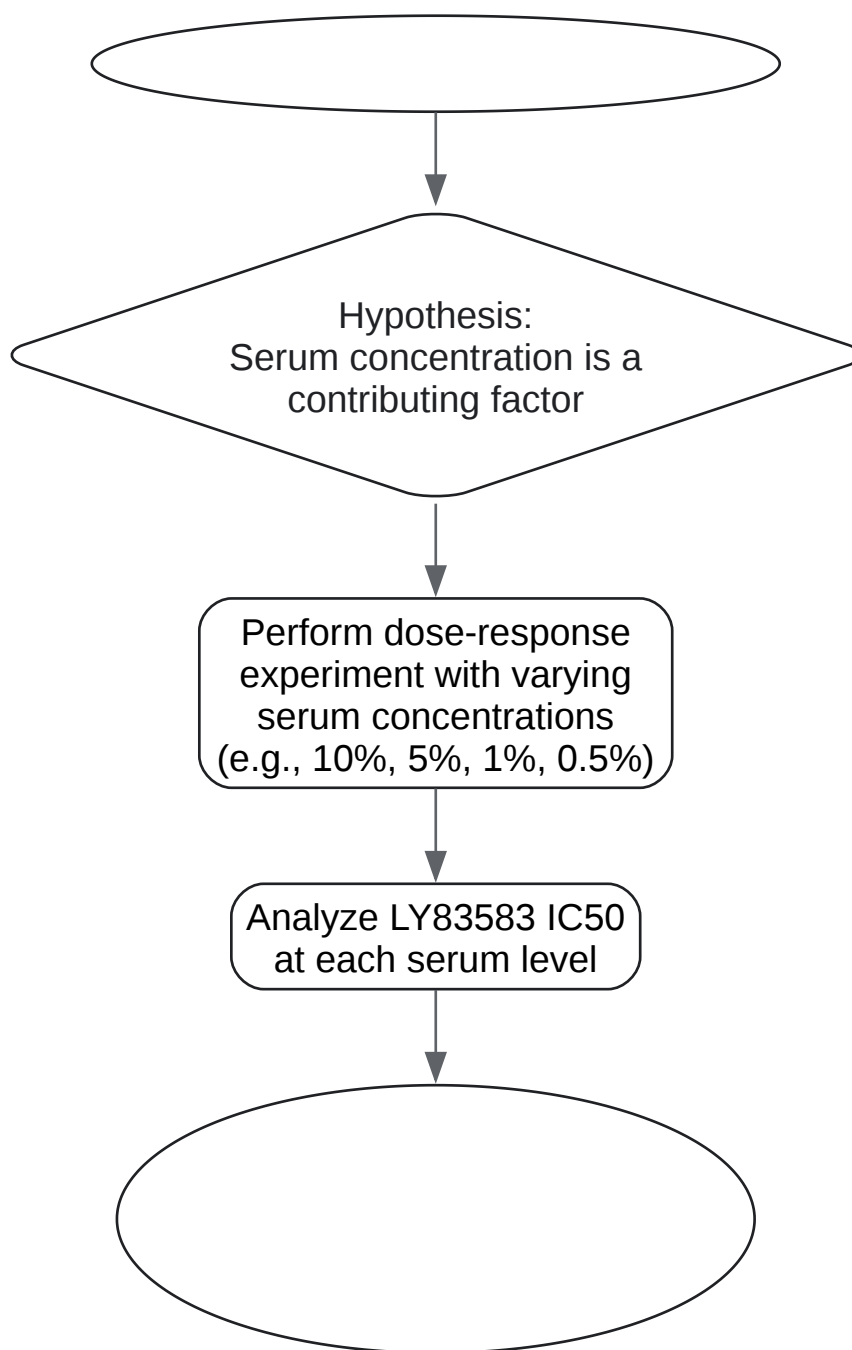 Hypothesis:
Serum concentration is a
contributing factor
Perform dose-response
experiment with varying
serum concentrations
(e.g., 10%, 5%, 1%, 0.5%)
Analyze LY83583 IC50
at each serum level